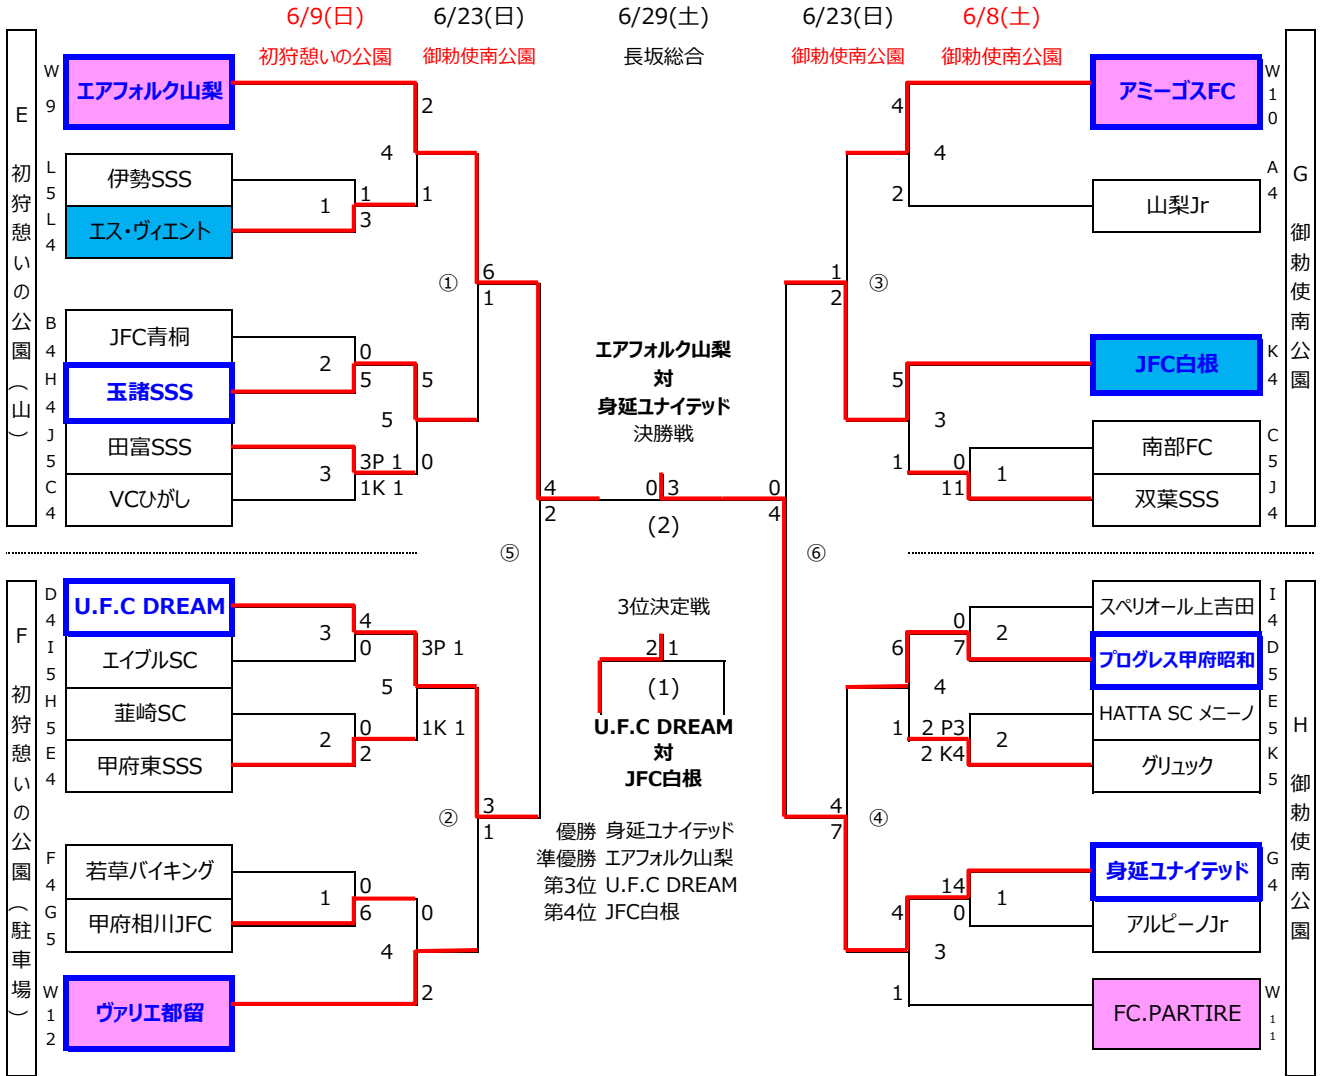 6/9(日) 6/23(日) 6/29(土) 6/23(日) 6/8(土)
初狩憩いの公園 御勅使南公園 長坂総合 御勅使南公園 御勅使南公園
E 初狩憩いの公園(山)
W9 エアフォルク山梨
2
4
L5 伊勢SSS
1
1
1
L4 エス・ヴィエント
3
①
6
1
B4 JFC青桐
0
2
H4 玉諸SSS
5
5
5
J5 田富SSS
3P 1
0
3
C4 VCひがし
1K 1
4
2
⑤
F 初狩憩いの公園(駐車場)
D4 U.F.C DREAM
4
3
3P 1
I5 エイブルSC
0
5
H5 韮崎SC
0
1K 1
2
E4 甲府東SSS
2
②
3
1
F4 若草バイキング
0
1
0
G5 甲府相川JFC
6
4
W12 ヴァリエ都留
2
エアフォルク山梨
対
身延ユナイテッド
決勝戦
0 3
(2)
3位決定戦
2 1
(1)
U.F.C DREAM
対
JFC白根
優勝 身延ユナイテッド
準優勝 エアフォルク山梨
第3位 U.F.C DREAM
第4位 JFC白根
G 御勅使南公園
W10 アミーゴスFC
4
4
A4 山梨Jr
2
1
2
③
K4 JFC白根
5
3
C5 南部FC
1
0
1
J4 双葉SSS
11
0
4
⑥
H 御勅使南公園
I4 スペリオール上吉田
0
2
6
D5 プログレス甲府昭和
7
4
E5 HATTA SC メニーノ
1
2 P3
2
K5 グリュック
2 K4
4
7
④
G4 身延ユナイテッド
14
1
4
アルピーノJr
0
3
W11 FC.PARTIRE
1